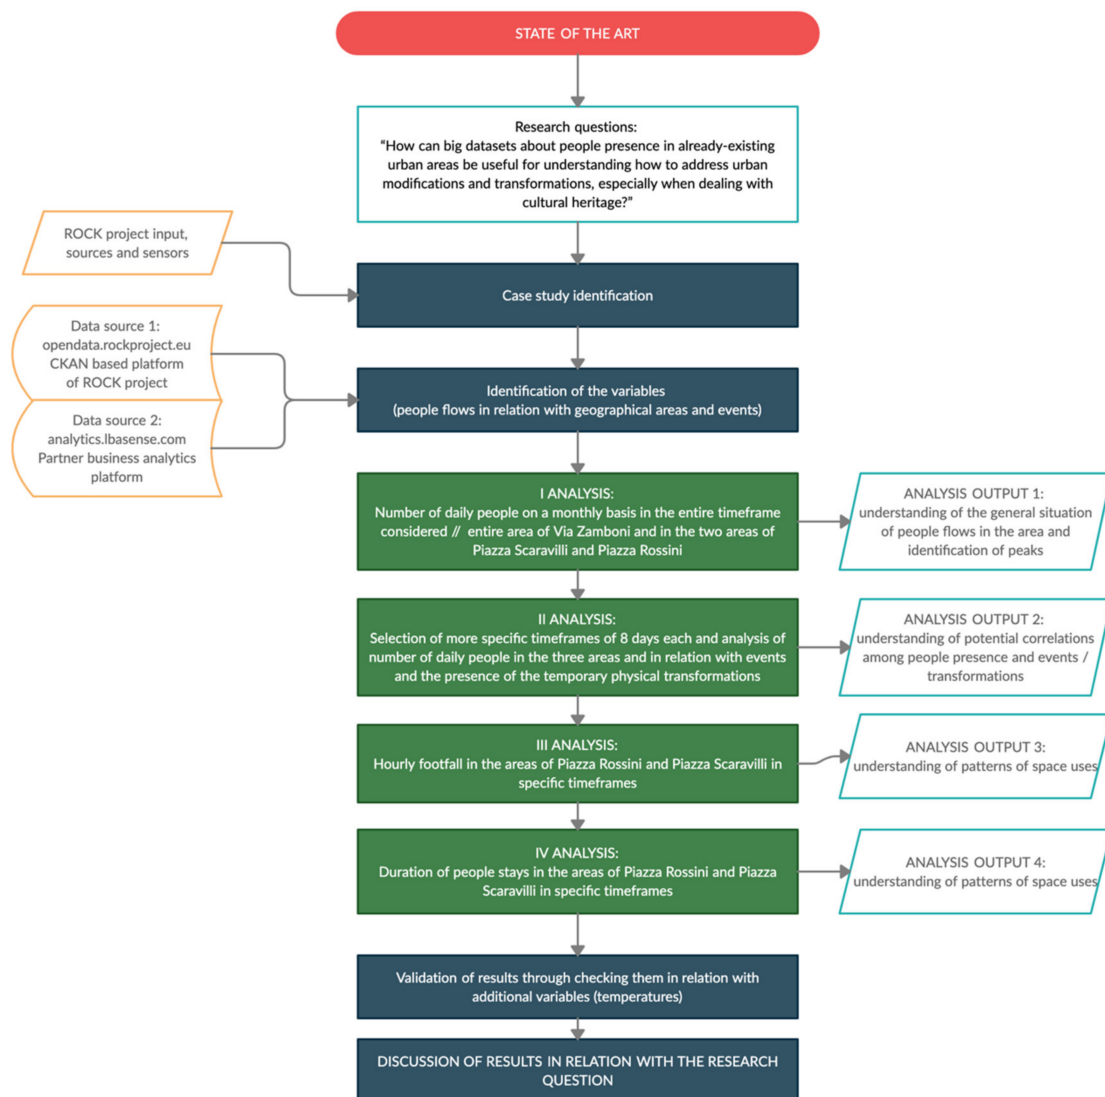 STATE OF THE ART
Research questions:
“How can big datasets about people presence in already-existing
urban areas be useful for understanding how to address urban
modifications and transformations, especially when dealing with
cultural heritage?”
ROCK project input,
sources and sensors
Case study identification
Data source 1:
opendata.rockproject.eu
CKAN based platform
of ROCK project
Data source 2:
analytics.lbasense.com
Partner business analytics
platform
Identification of the variables
(people flows in relation with geographical areas and events)
I ANALYSIS:
Number of daily people on a monthly basis in the entire timeframe
considered // entire area of Via Zamboni and in the two areas of
Piazza Scaravilli and Piazza Rossini
ANALYSIS OUTPUT 1:
understanding of the general situation
of people flows in the area and
identification of peaks
II ANALYSIS:
Selection of more specific timeframes of 8 days each and analysis of
number of daily people in the three areas and in relation with events
and the presence of the temporary physical transformations
ANALYSIS OUTPUT 2:
understanding of potential correlations
among people presence and events /
transformations
III ANALYSIS:
Hourly footfall in the areas of Piazza Rossini and Piazza Scaravilli in
specific timeframes
ANALYSIS OUTPUT 3:
understanding of patterns of space uses
IV ANALYSIS:
Duration of people stays in the areas of Piazza Rossini and Piazza
Scaravilli in specific timeframes
ANALYSIS OUTPUT 4:
understanding of patterns of space uses
Validation of results through checking them in relation with
additional variables (temperatures)
DISCUSSION OF RESULTS IN RELATION WITH THE RESEARCH
QUESTION